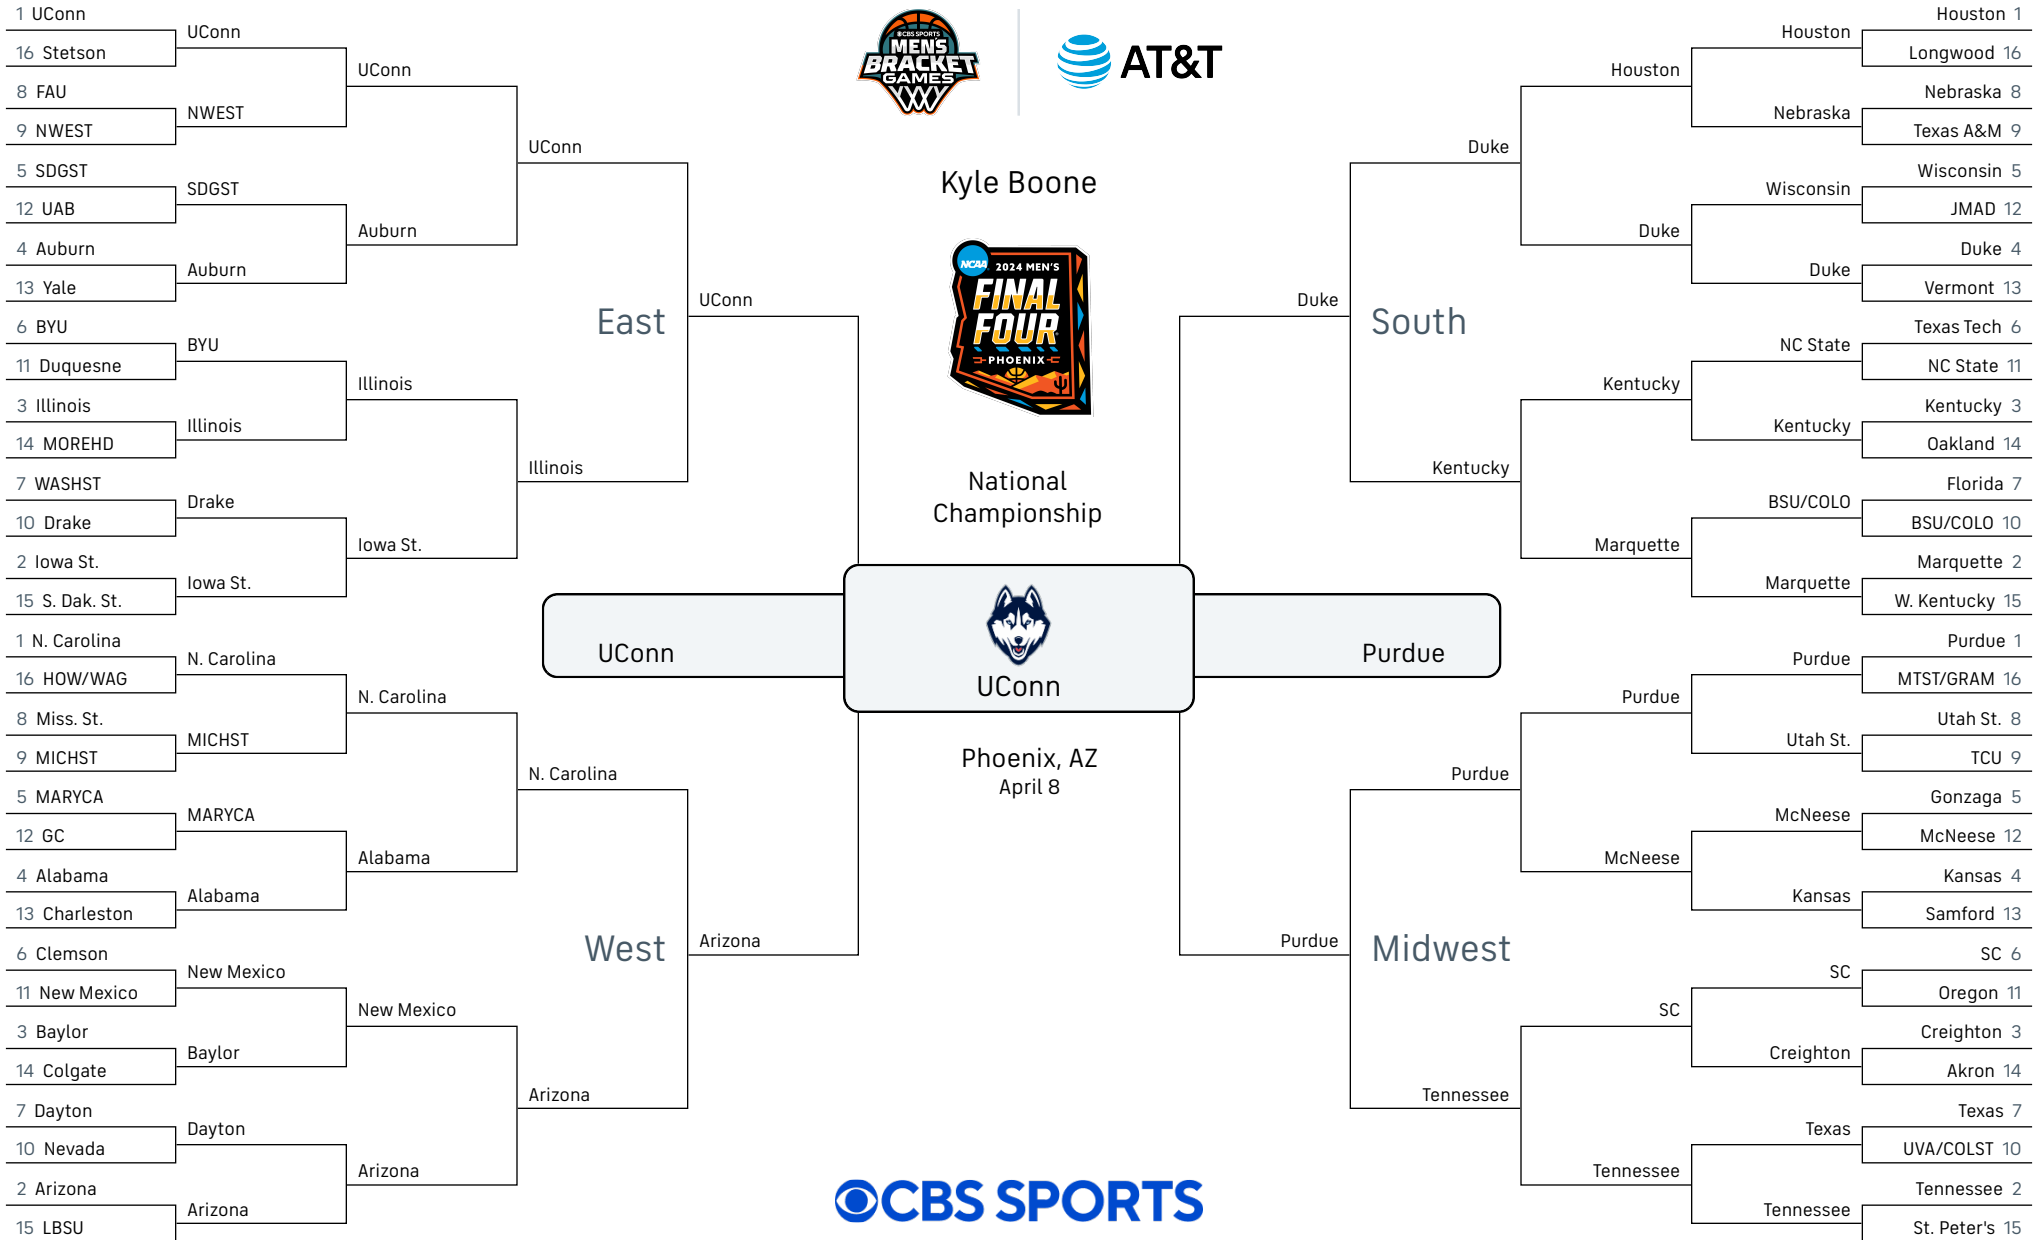 1 UConn
16 Stetson
8 FAU
9 NWEST
5 SDGST
12 UAB
4 Auburn
13 Yale
6 BYU
11 Duquesne
3 Illinois
14 MOREHD
7 WASHST
10 Drake
2 Iowa St.
15 S. Dak. St.
1 N. Carolina
16 HOW/WAG
8 Miss. St.
9 MICHST
5 MARYCA
12 GC
4 Alabama
13 Charleston
6 Clemson
11 New Mexico
3 Baylor
14 Colgate
7 Dayton
10 Nevada
2 Arizona
15 LBSU
UConn
NWEST
SDGST
Auburn
BYU
Illinois
Drake
Iowa St.
N. Carolina
MICHST
MARYCA
Alabama
New Mexico
Baylor
Dayton
Arizona
UConn
Auburn
Illinois
Iowa St.
N. Carolina
Alabama
New Mexico
Arizona
UConn
Illinois
N. Carolina
Arizona
East
West
UConn
Arizona
CBS SPORTS
MEN'S
BRACKET
GAMES
AT&T
Kyle Boone
NCAA
2024 MEN'S
FINAL
FOUR
PHOENIX
National
Championship
UConn
UConn
Purdue
Phoenix, AZ
April 8
CBS SPORTS
Duke
Purdue
South
Midwest
Duke
Kentucky
Purdue
Tennessee
Houston
Duke
Kentucky
Marquette
Purdue
McNeese
SC
Tennessee
Houston
Nebraska
Wisconsin
Duke
NC State
Kentucky
BSU/COLO
Marquette
Purdue
Utah St.
McNeese
Kansas
SC
Creighton
Texas
Tennessee
Houston 1
Longwood 16
Nebraska 8
Texas A&M 9
Wisconsin 5
JMAD 12
Duke 4
Vermont 13
Texas Tech 6
NC State 11
Kentucky 3
Oakland 14
Florida 7
BSU/COLO 10
Marquette 2
W. Kentucky 15
Purdue 1
MTST/GRAM 16
Utah St. 8
TCU 9
Gonzaga 5
McNeese 12
Kansas 4
Samford 13
SC 6
Oregon 11
Creighton 3
Akron 14
Texas 7
UVA/COLST 10
Tennessee 2
St. Peter's 15